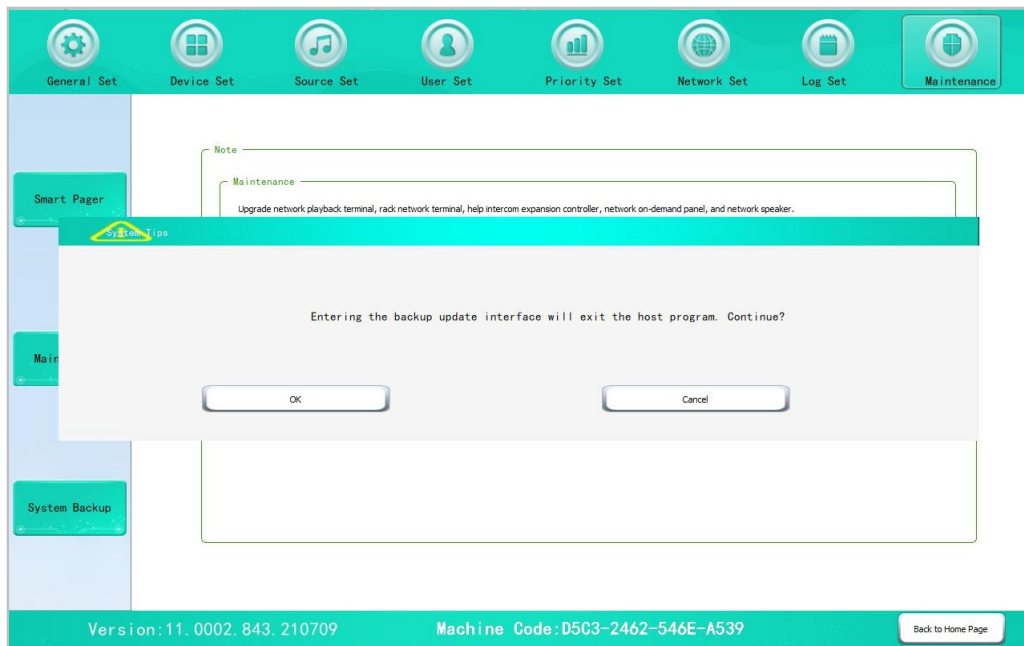 General Set
Device Set
Source Set
User Set
Priority Set
Network Set
Log Set
Maintenance
Note
Maintenance
Smart Pager
Upgrade network playback terminal, rack network terminal, help intercom expansion controller, network on-demand panel, and network speaker.
System Tips
Entering the backup update interface will exit the host program. Continue?
Main
OK
Cancel
System Backup
Version:11.0002.843.210709
Machine Code:D5C3-2462-546E-A539
Back to Home Page